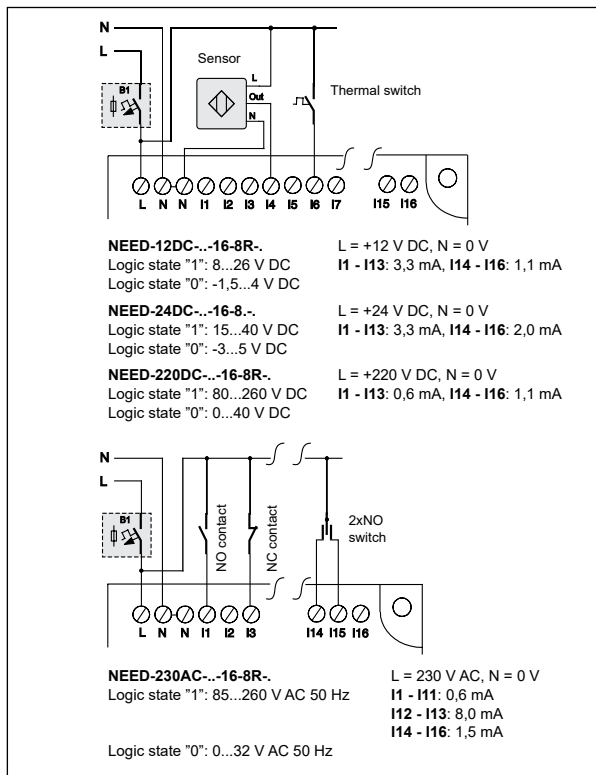 N
L
B1
Sensor
L
Out
N
Thermal switch
L N N I1 I2 I3 I4 I5 I6 I7 I15 I16
NEED-12DC-..-16-8R-. L = +12 V DC, N = 0 V
Logic state "1": 8...26 V DC I1 - I13: 3,3 mA, I14 - I16: 1,1 mA
Logic state "0": -1,5...4 V DC
NEED-24DC-..-16-8.-. L = +24 V DC, N = 0 V
Logic state "1": 15...40 V DC I1 - I13: 3,3 mA, I14 - I16: 2,0 mA
Logic state "0": -3...5 V DC
NEED-220DC-..-16-8R-. L = +220 V DC, N = 0 V
Logic state "1": 80...260 V DC I1 - I13: 0,6 mA, I14 - I16: 1,1 mA
Logic state "0": 0...40 V DC
N
L
B1
NO contact
NC contact
2xNO
switch
L N N I1 I2 I3 I14 I15 I16
NEED-230AC-..-16-8R-. L = 230 V AC, N = 0 V
Logic state "1": 85...260 V AC 50 Hz I1 - I11: 0,6 mA
I12 - I13: 8,0 mA
I14 - I16: 1,5 mA
Logic state "0": 0...32 V AC 50 Hz